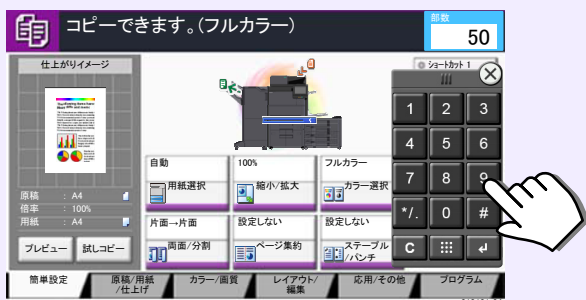 コピーできます。(フルカラー)
部数
50
仕上がりイメージ
ショートカット 1
原稿 : A4
倍率 : 100%
用紙 : A4
プレビュー
試しコピー
自動
用紙選択
100%
縮小/拡大
フルカラー
カラー選択
片面→片面
両面/分割
設定しない
ページ集約
設定しない
ステープル
/パンチ
1 2 3
4 5 6
7 8 9
*/. 0 #
C
簡単設定
原稿/用紙
/仕上げ
カラー/画質
レイアウト/
編集
応用/その他
プログラム